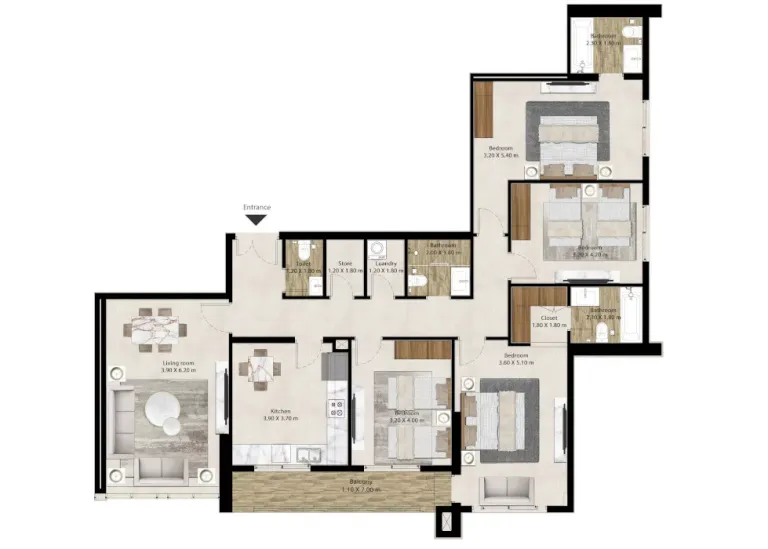 Bathroom
2.30 X 1.80 m
Bedroom
3.20 X 5.40 m
Entrance
Bedroom
3.20 X 4.20 m
Toilet
1.20 X 1.80 m
Store
1.20 X 1.80 m
Luandry
1.20 X 1.80 m
Bathroom
2.00 X 1.80 m
Closet
1.80 X 1.80 m
Bathroom
2.30 X 1.80 m
Living room
3.90 X 6.20 m
Bedroom
3.60 X 5.10 m
Kitchen
3.90 X 3.70 m
Bedroom
3.20 X 4.00 m
Balcony
1.10 X 7.00 m